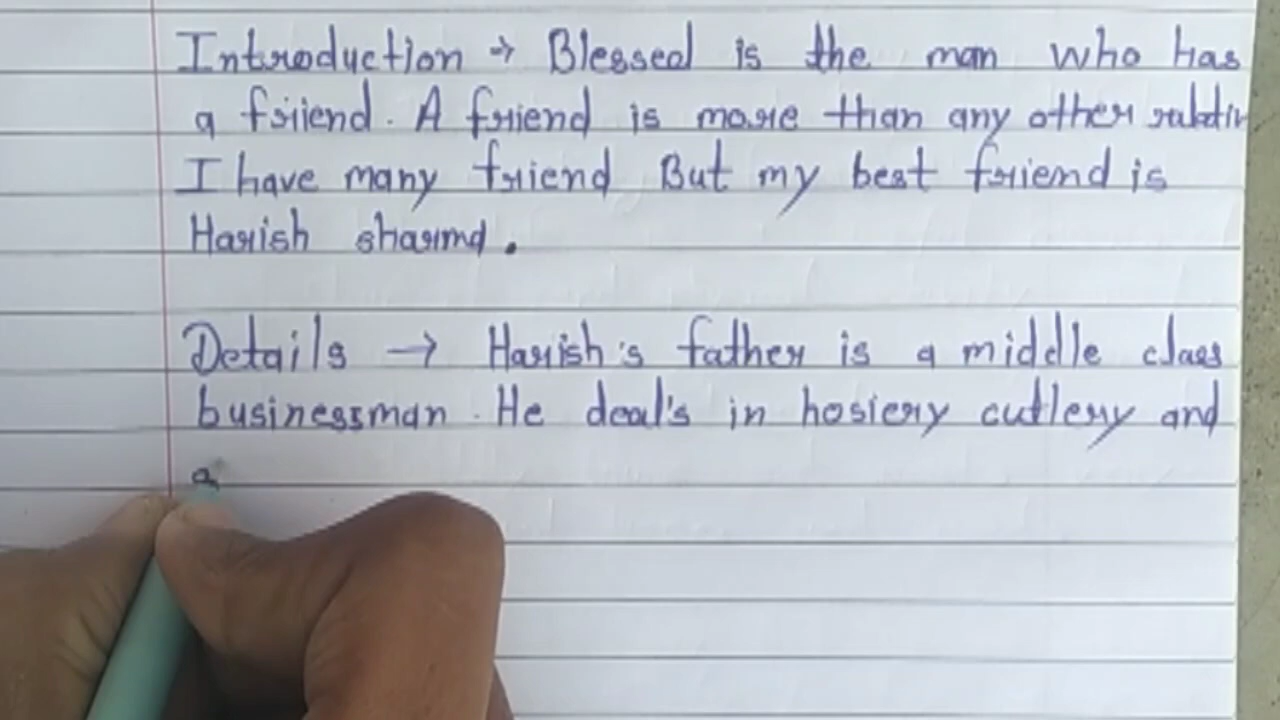 Introduction → Blessed is the man who has
a friend. A friend is more than any other
I have many friend But my best friend is
Harish sharma.
Details → Harish's father is a middle class
businessman. He deal's in hosiery cutlery and
a